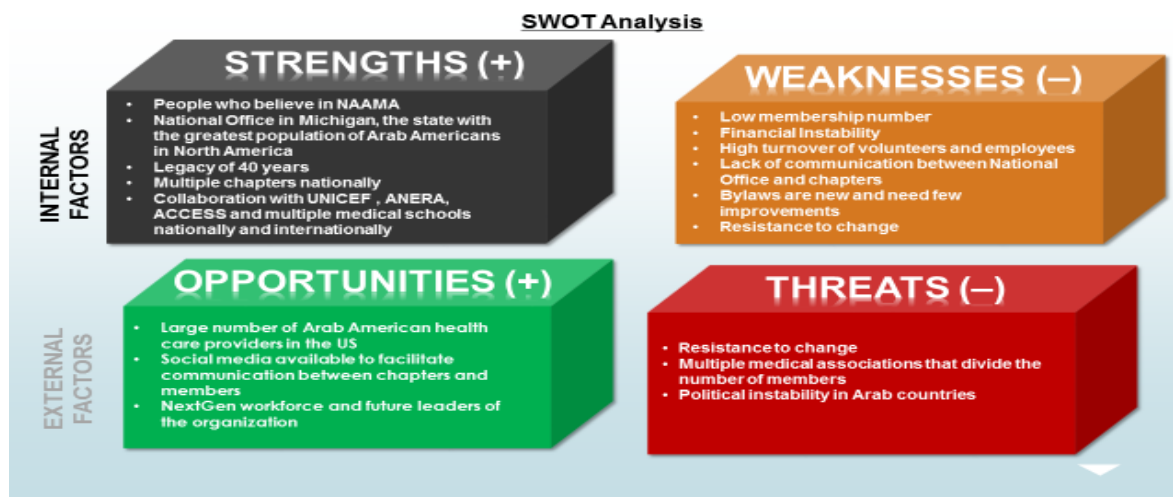 SWOT Analysis
INTERNAL
FACTORS
STRENGTHS (+)
• People who believe in NAAMA
• National Office in Michigan, the state with
the greatest population of Arab Americans
in North America
• Legacy of 40 years
• Multiple chapters nationally
• Collaboration with UNICEF , ANERA,
ACCESS and multiple medical schools
nationally and internationally
WEAKNESSES (–)
• Low membership number
• Financial Instability
• High turnover of volunteers and employees
• Lack of communication between National
Office and chapters
• Bylaws are new and need few
improvements
• Resistance to change
EXTERNAL
FACTORS
OPPORTUNITIES (+)
• Large number of Arab American health
care providers in the US
• Social media available to facilitate
communication between chapters and
members
• NextGen workforce and future leaders of
the organization
THREATS (–)
• Resistance to change
• Multiple medical associations that divide the
number of members
• Political instability in Arab countries